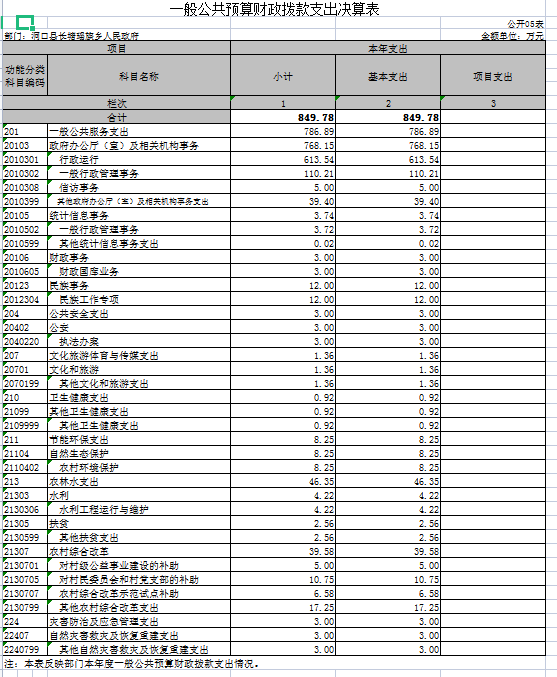 一般公共预算财政拨款支出决算表
公开05表
部门：河口县长塘瑶族乡人民政府 金额单位：万元
项目 本年支出
功能分类科目编码 科目名称 小计 基本支出 项目支出
栏次 1 2 3
合计 849.78 849.78
201 一般公共服务支出 786.89 786.89
20103 政府办公厅（室）及相关机构事务 768.15 768.15
2010301 行政运行 613.54 613.54
2010302 一般行政管理事务 110.21 110.21
2010308 信访事务 5.00 5.00
2010399 其他政府办公厅（室）及相关机构事务支出 39.40 39.40
20105 统计信息事务 3.74 3.74
2010502 一般行政管理事务 3.72 3.72
2010599 其他统计信息事务支出 0.02 0.02
20106 财政事务 3.00 3.00
2010605 财政国库业务 3.00 3.00
20123 民族事务 12.00 12.00
2012304 民族工作专项 12.00 12.00
204 公共安全支出 3.00 3.00
20402 公安 3.00 3.00
2040220 执法办案 3.00 3.00
207 文化旅游体育与传媒支出 1.36 1.36
20701 文化和旅游 1.36 1.36
2070199 其他文化和旅游支出 1.36 1.36
210 卫生健康支出 0.92 0.92
21099 其他卫生健康支出 0.92 0.92
2109999 其他卫生健康支出 0.92 0.92
211 节能环保支出 8.25 8.25
21104 自然生态保护 8.25 8.25
2110402 农村环境保护 8.25 8.25
213 农林水支出 46.35 46.35
21303 水利 4.22 4.22
2130306 水利工程运行与维护 4.22 4.22
21305 扶贫 2.56 2.56
2130599 其他扶贫支出 2.56 2.56
21307 农村综合改革 39.58 39.58
2130701 对村级公益事业建设的补助 5.00 5.00
2130705 对村民委员会和村党支部的补助 10.75 10.75
2130707 农村综合改革示范试点补助 6.58 6.58
2130799 其他农村综合改革支出 17.25 17.25
224 灾害防治及应急管理支出 3.00 3.00
22407 自然灾害救灾及恢复重建支出 3.00 3.00
2240799 其他自然灾害救灾及恢复重建支出 3.00 3.00
注：本表反映部门本年度一般公共预算财政拨款支出情况。